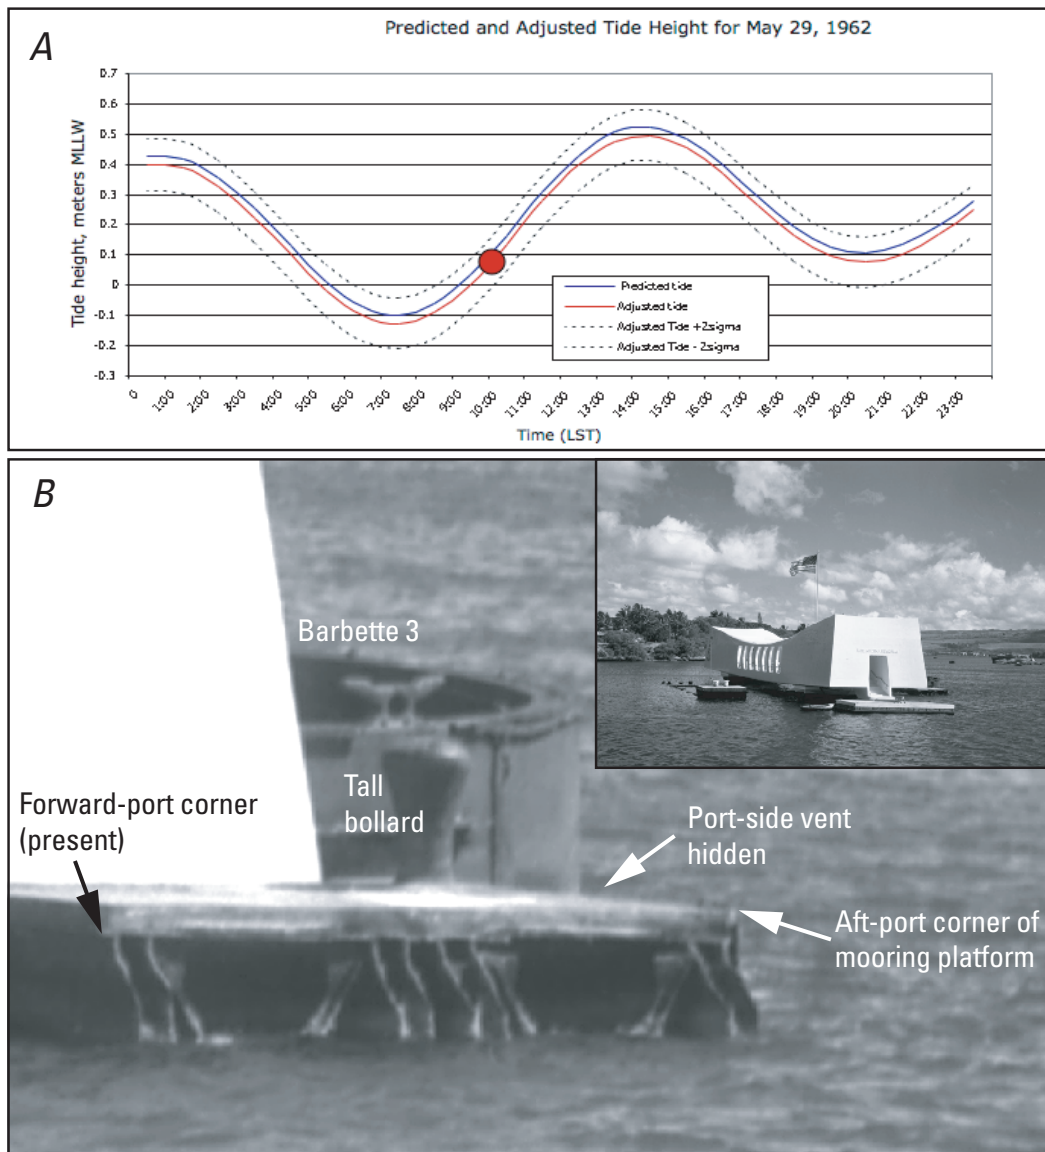 A
Predicted and Adjusted Tide Height for May 29, 1962
Tide height, meters MLLW
0.7
0.6
0.5
0.4
0.3
0.2
0.1
0
-0.1
-0.2
-0.3
Predicted tide
Adjusted tide
Adjusted Tide +2sigma
Adjusted Tide - 2sigma
0 1:00 2:00 3:00 4:00 5:00 6:00 7:00 8:00 9:00 10:00 11:00 12:00 13:00 14:00 15:00 16:00 17:00 18:00 19:00 20:00 21:00 22:00 23:00
Time (LST)
B
Barbette 3
Tall
bollard
Forward-port corner
(present)
Port-side vent
hidden
Aft-port corner of
mooring platform